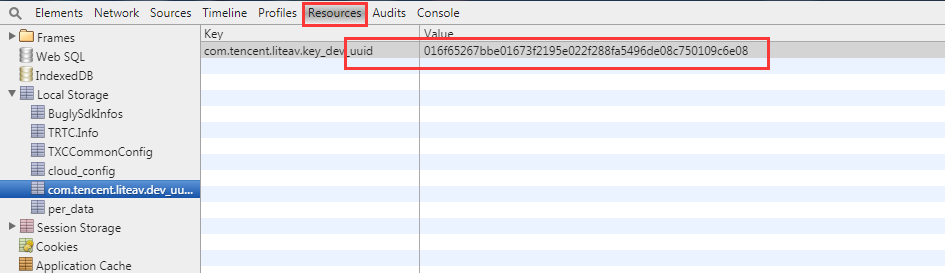 Elements Network Sources Timeline Profiles Resources Audits Console
Frames
Web SQL
IndexedDB
Local Storage
BuglySdkInfos
TRTC.Info
TXCCommonConfig
cloud_config
com.tencent.liteav.dev_uu...
per_data
Session Storage
Cookies
Application Cache
Key Value
com.tencent.liteav.key_dev_uuid 016f65267bbe01673f2195e022f288fa5496de08c750109c6e08